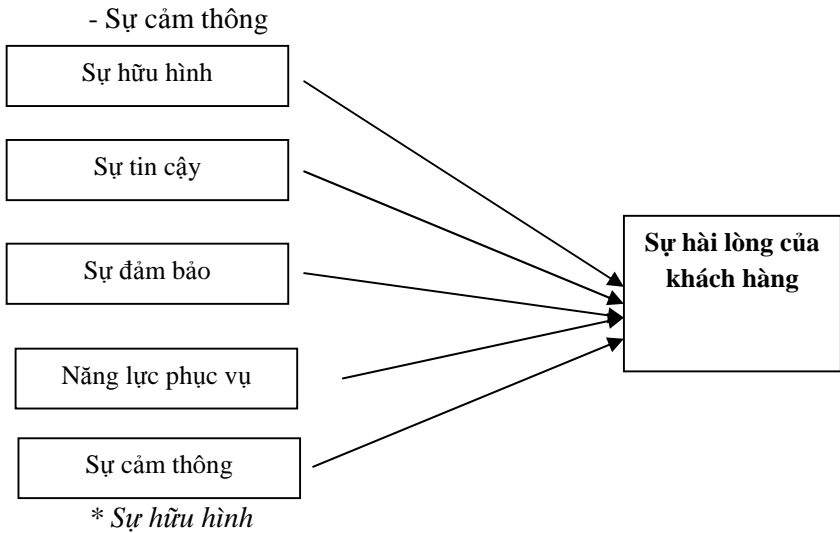 - Sự cảm thông
Sự hữu hình
Sự tin cậy
Sự đảm bảo
Năng lực phục vụ
Sự cảm thông
Sự hài lòng của
khách hàng
* Sự hữu hình